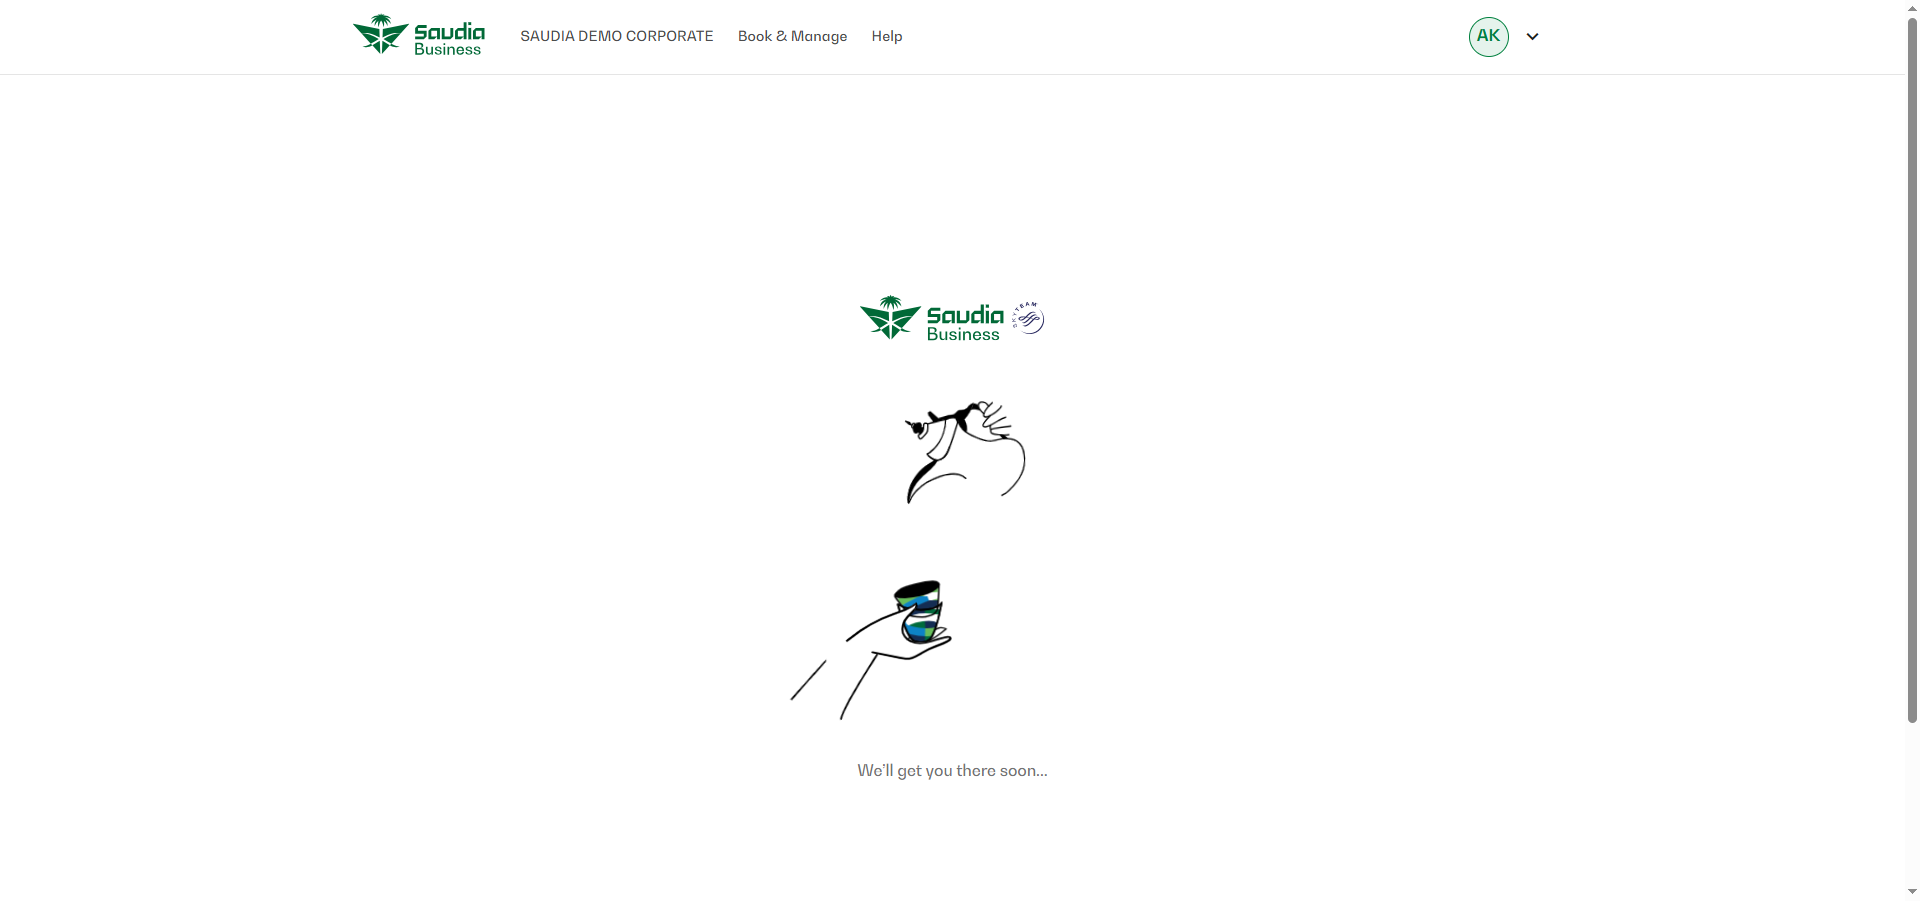 Saudia
Business
SAUDIA DEMO CORPORATE
Book & Manage
Help
AK
Saudia
Business
SKYTEAM
We'll get you there soon...